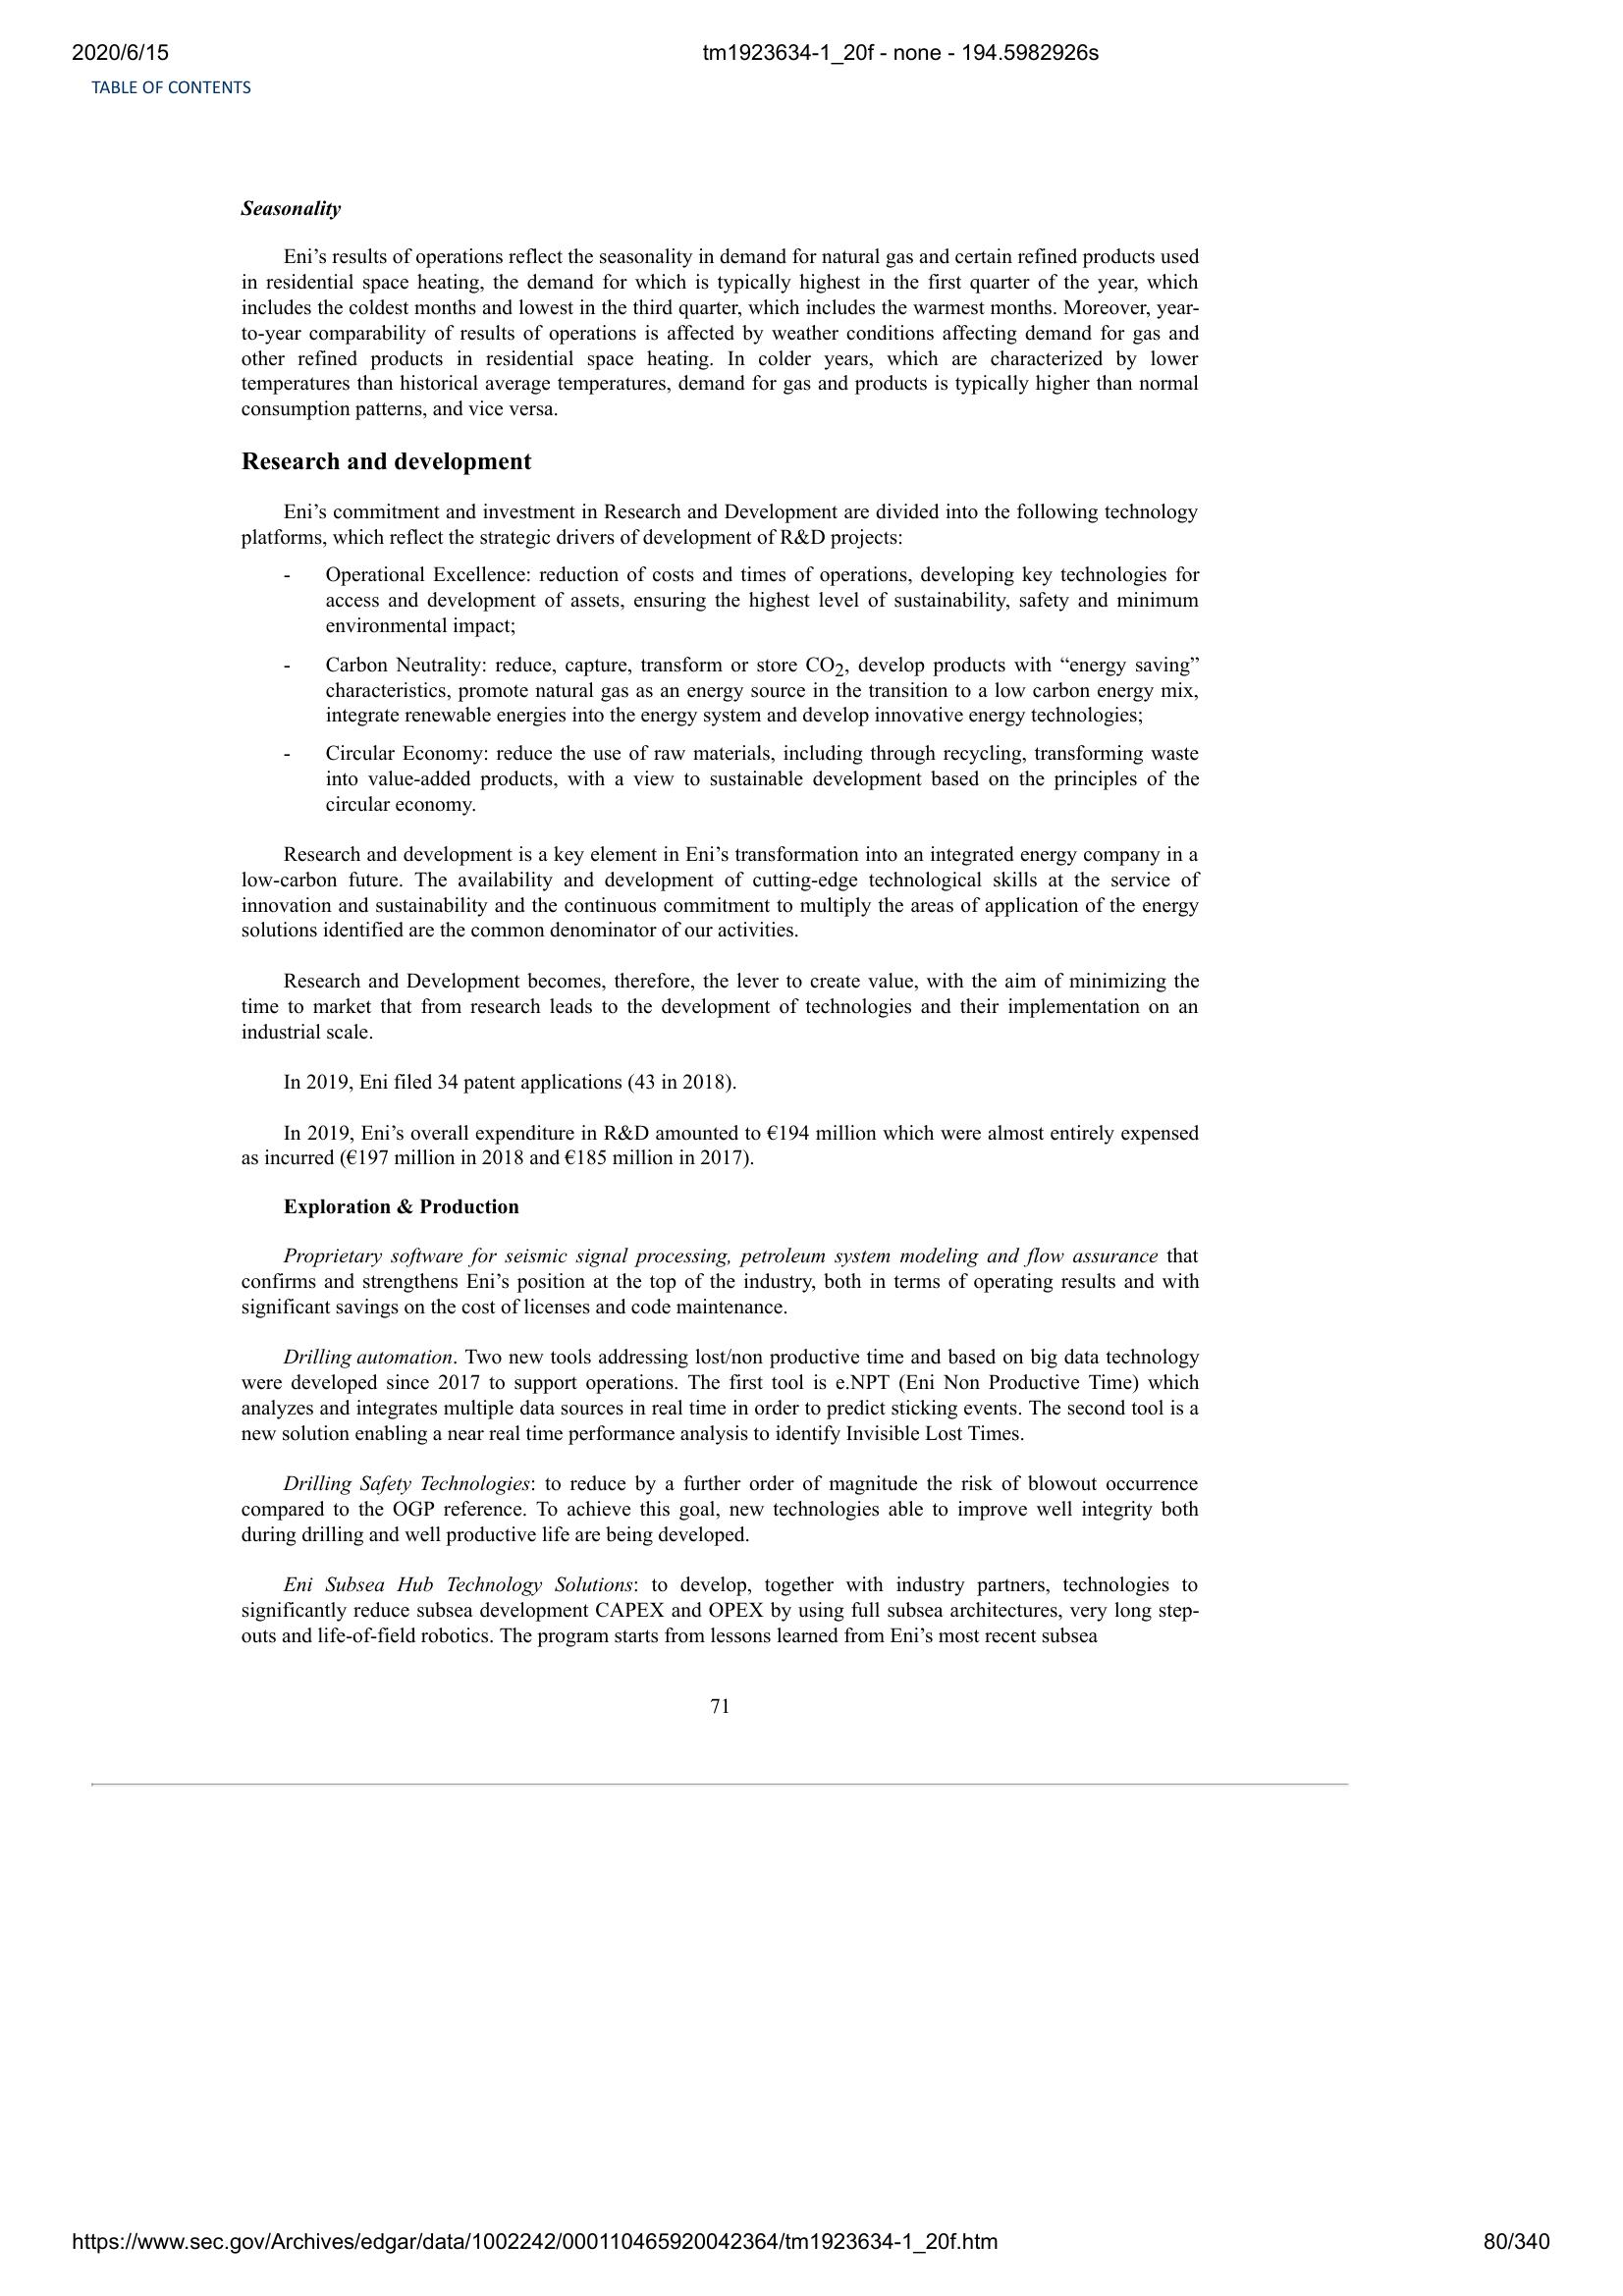 2020/6/15 tm1923634-1_20f - none - 194.5982926s
TABLE OF CONTENTS
Seasonality
Eni’s results of operations reflect the seasonality in demand for natural gas and certain refined products used
in residential space heating, the demand for which is typically highest in the first quarter of the year, which
includes the coldest months and lowest in the third quarter, which includes the warmest months. Moreover, year-
to-year comparability of results of operations is affected by weather conditions affecting demand for gas and
other refined products in residential space heating. In colder years, which are characterized by lower
temperatures than historical average temperatures, demand for gas and products is typically higher than normal
consumption patterns, and vice versa.
Research and development
Eni’s commitment and investment in Research and Development are divided into the following technology
platforms, which reflect the strategic drivers of development of R&D projects:
- Operational Excellence: reduction of costs and times of operations, developing key technologies for
access and development of assets, ensuring the highest level of sustainability, safety and minimum
environmental impact;
- Carbon Neutrality: reduce, capture, transform or store CO2, develop products with “energy saving”
characteristics, promote natural gas as an energy source in the transition to a low carbon energy mix,
integrate renewable energies into the energy system and develop innovative energy technologies;
- Circular Economy: reduce the use of raw materials, including through recycling, transforming waste
into value-added products, with a view to sustainable development based on the principles of the
circular economy.
Research and development is a key element in Eni’s transformation into an integrated energy company in a
low-carbon future. The availability and development of cutting-edge technological skills at the service of
innovation and sustainability and the continuous commitment to multiply the areas of application of the energy
solutions identified are the common denominator of our activities.
Research and Development becomes, therefore, the lever to create value, with the aim of minimizing the
time to market that from research leads to the development of technologies and their implementation on an
industrial scale.
In 2019, Eni filed 34 patent applications (43 in 2018).
In 2019, Eni’s overall expenditure in R&D amounted to €194 million which were almost entirely expensed
as incurred (€197 million in 2018 and €185 million in 2017).
Exploration & Production
Proprietary software for seismic signal processing, petroleum system modeling and flow assurance that
confirms and strengthens Eni’s position at the top of the industry, both in terms of operating results and with
significant savings on the cost of licenses and code maintenance.
Drilling automation. Two new tools addressing lost/non productive time and based on big data technology
were developed since 2017 to support operations. The first tool is e.NPT (Eni Non Productive Time) which
analyzes and integrates multiple data sources in real time in order to predict sticking events. The second tool is a
new solution enabling a near real time performance analysis to identify Invisible Lost Times.
Drilling Safety Technologies: to reduce by a further order of magnitude the risk of blowout occurrence
compared to the OGP reference. To achieve this goal, new technologies able to improve well integrity both
during drilling and well productive life are being developed.
Eni Subsea Hub Technology Solutions: to develop, together with industry partners, technologies to
significantly reduce subsea development CAPEX and OPEX by using full subsea architectures, very long step-
outs and life-of-field robotics. The program starts from lessons learned from Eni’s most recent subsea
71
https://www.sec.gov/Archives/edgar/data/1002242/000110465920042364/tm1923634-1_20f.htm 80/340